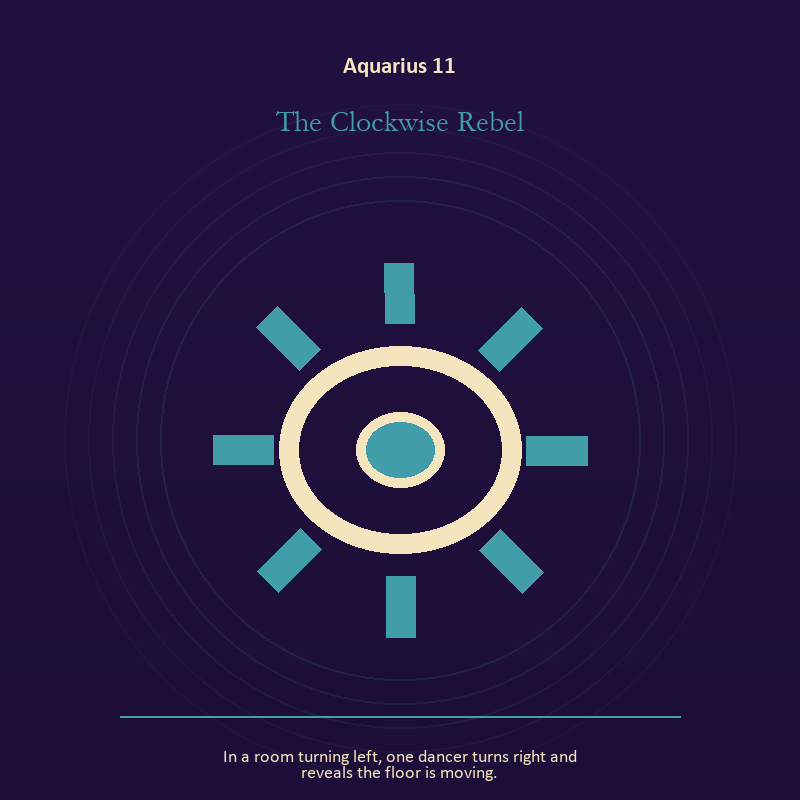 Aquarius 11
The Clockwise Rebel
In a room turning left, one dancer turns right and
reveals the floor is moving.